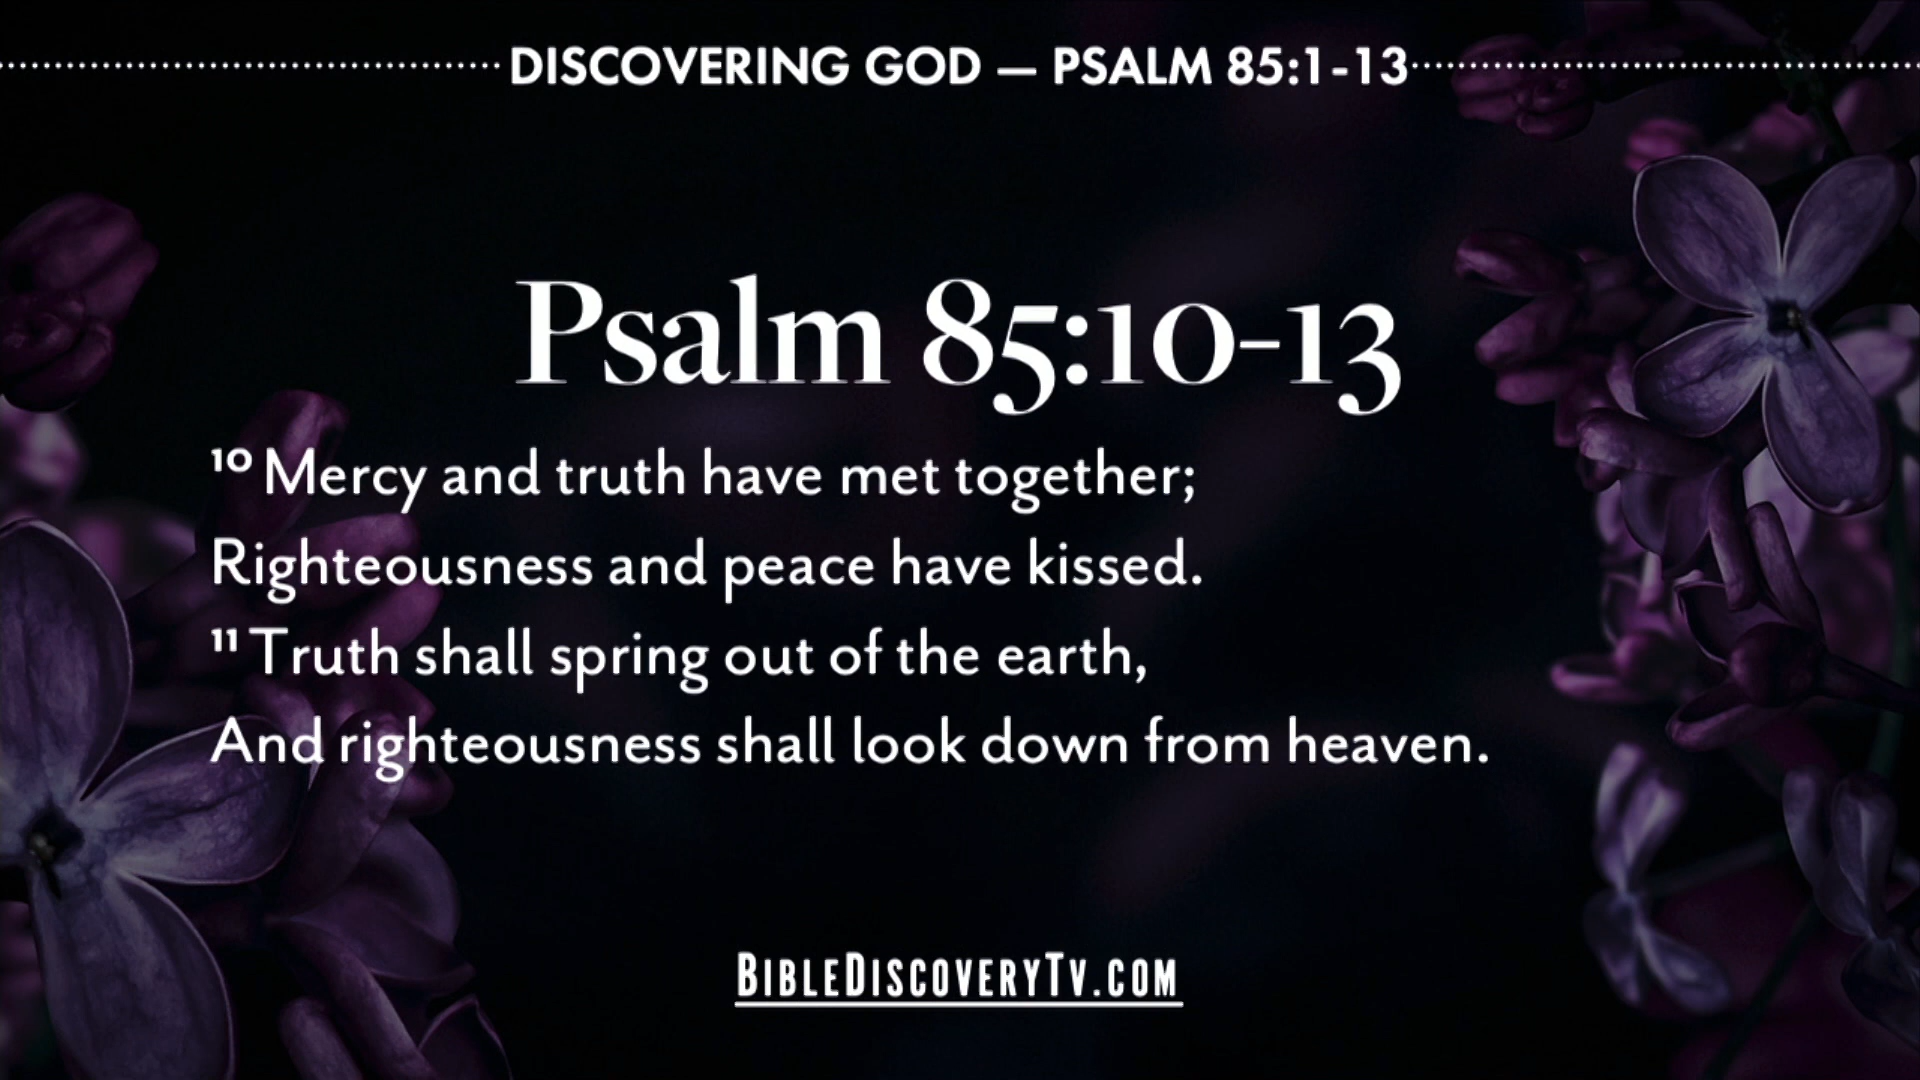 DISCOVERING GOD — PSALM 85:1-13
Psalm 85:10-13
¹⁰ Mercy and truth have met together;
Righteousness and peace have kissed.
¹¹ Truth shall spring out of the earth,
And righteousness shall look down from heaven.
BIBLEDISCOVERYTV.COM